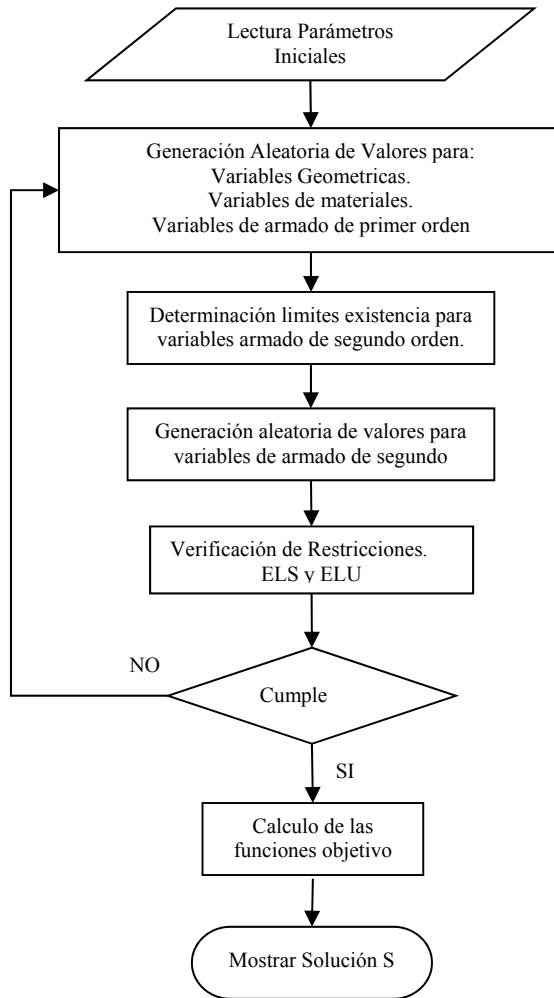 Lectura Parámetros
Iniciales
Generación Aleatoria de Valores para:
Variables Geometricas.
Variables de materiales.
Variables de armado de primer orden
Determinación limites existencia para
variables armado de segundo orden.
Generación aleatoria de valores para
variables de armado de segundo
Verificación de Restricciones.
ELS y ELU
NO
Cumple
SI
Calculo de las
funciones objetivo
Mostrar Solución S